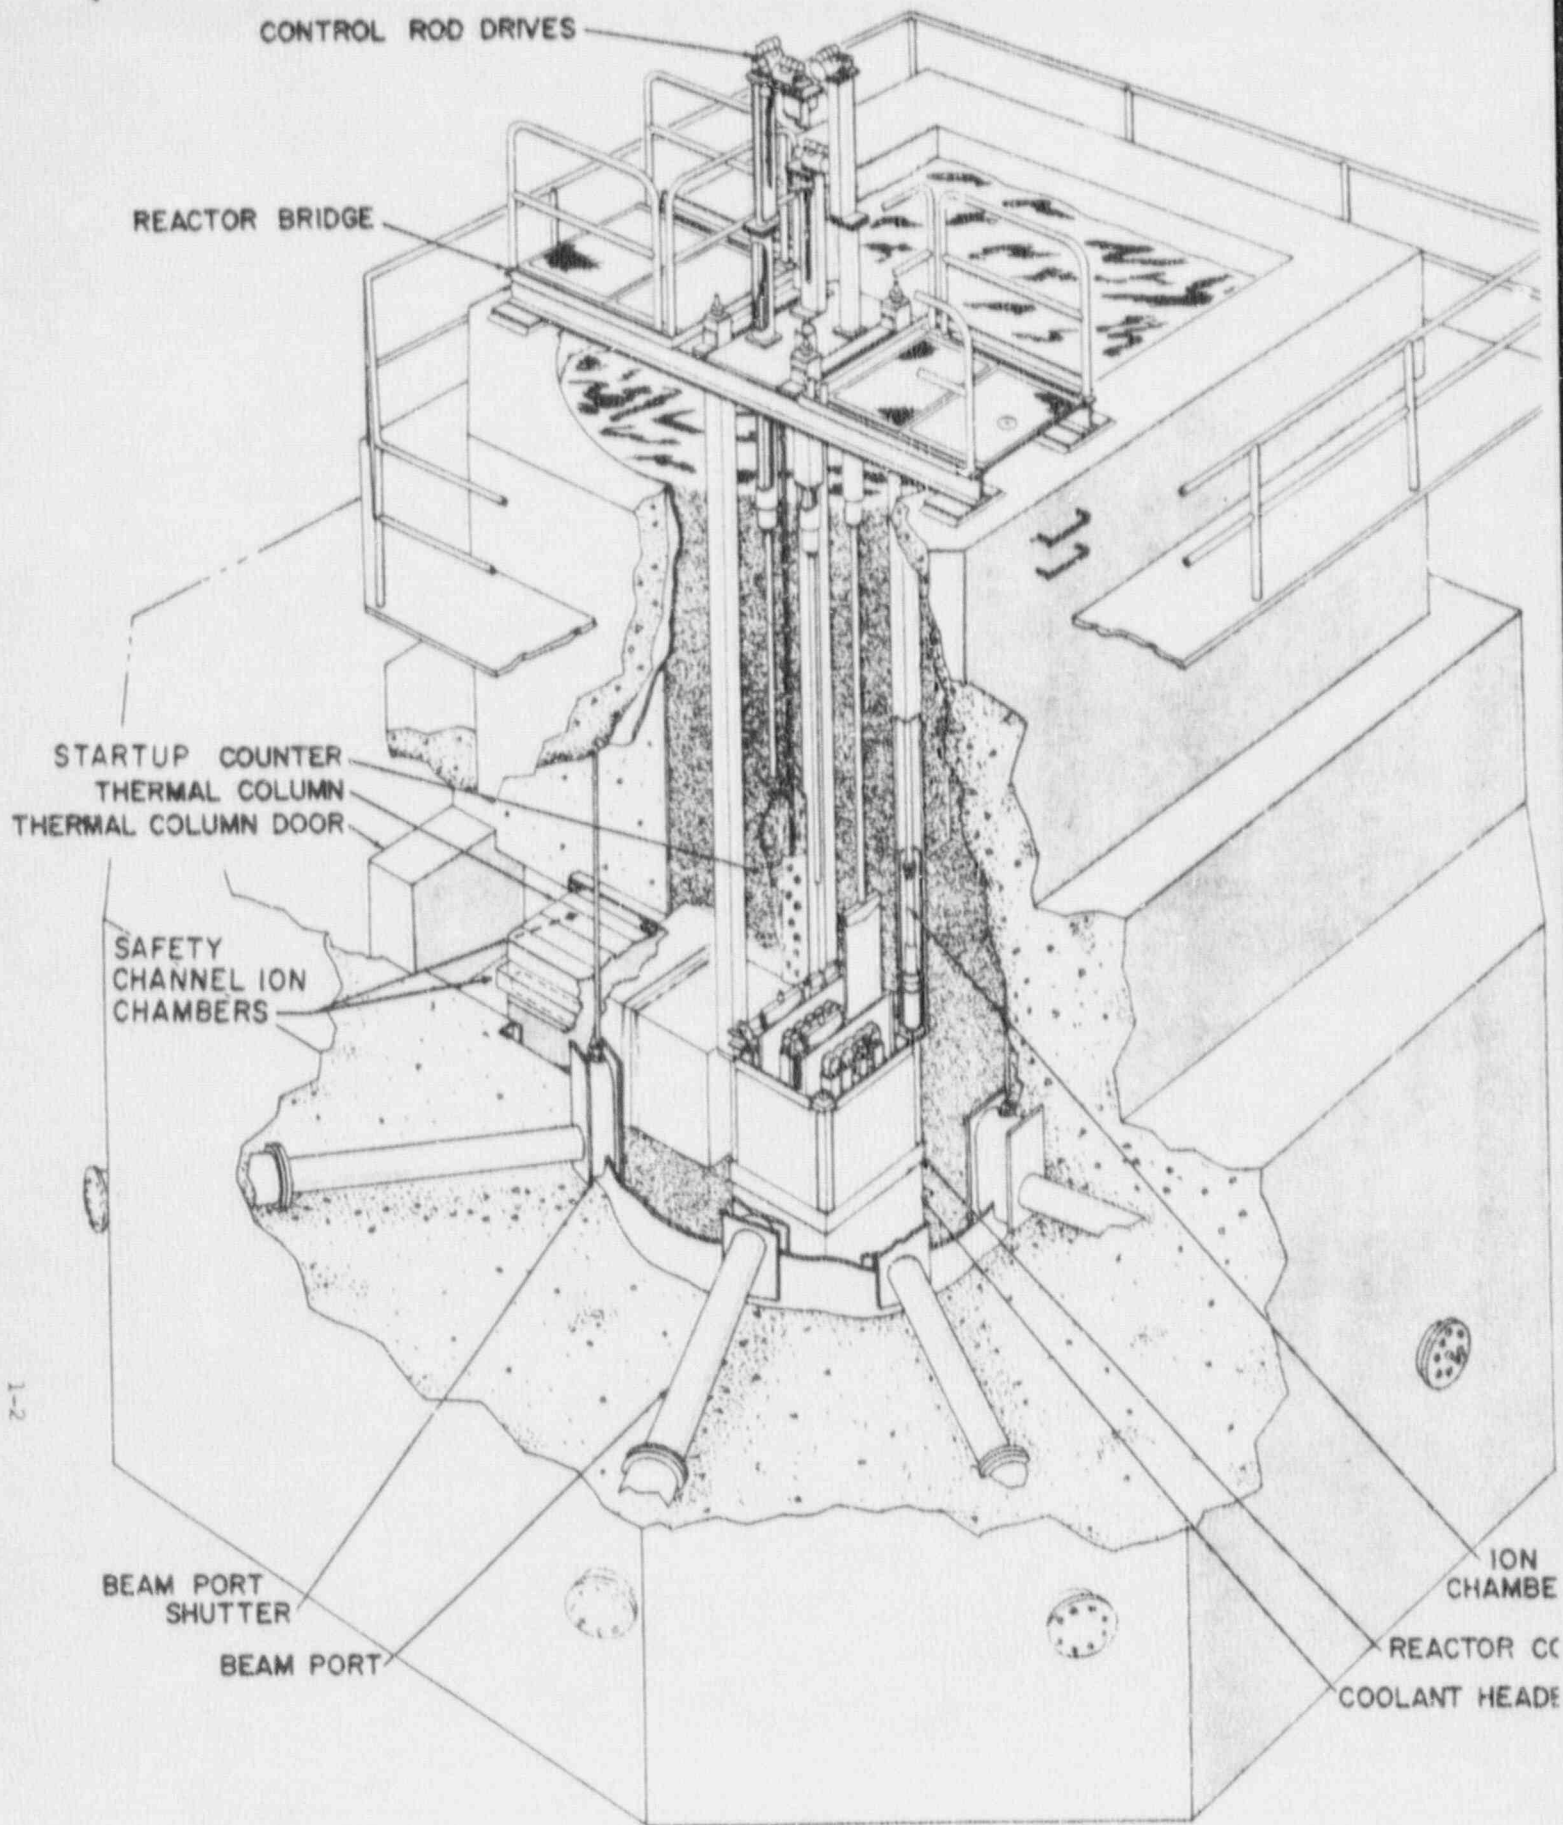 CONTROL ROD DRIVES
REACTOR BRIDGE
STARTUP COUNTER
THERMAL COLUMN
THERMAL COLUMN DOOR
SAFETY
CHANNEL ION
CHAMBERS
BEAM PORT
SHUTTER
BEAM PORT
ION
CHAMBE
REACTOR CO
COOLANT HEADE
1-2